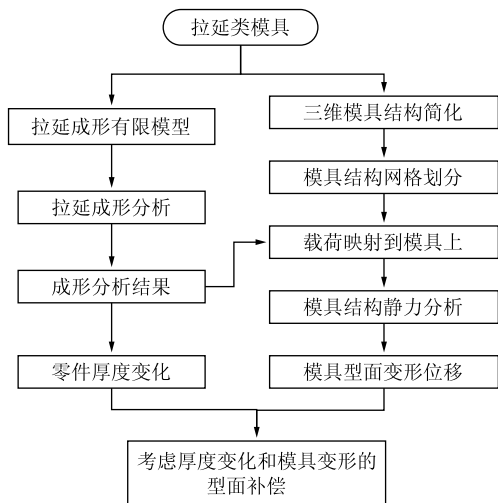 拉延类模具
拉延成形有限模型
三维模具结构简化
模具结构网格划分
拉延成形分析
载荷映射到模具上
成形分析结果
模具结构静力分析
零件厚度变化
模具型面变形位移
考虑厚度变化和模具变形的
型面补偿